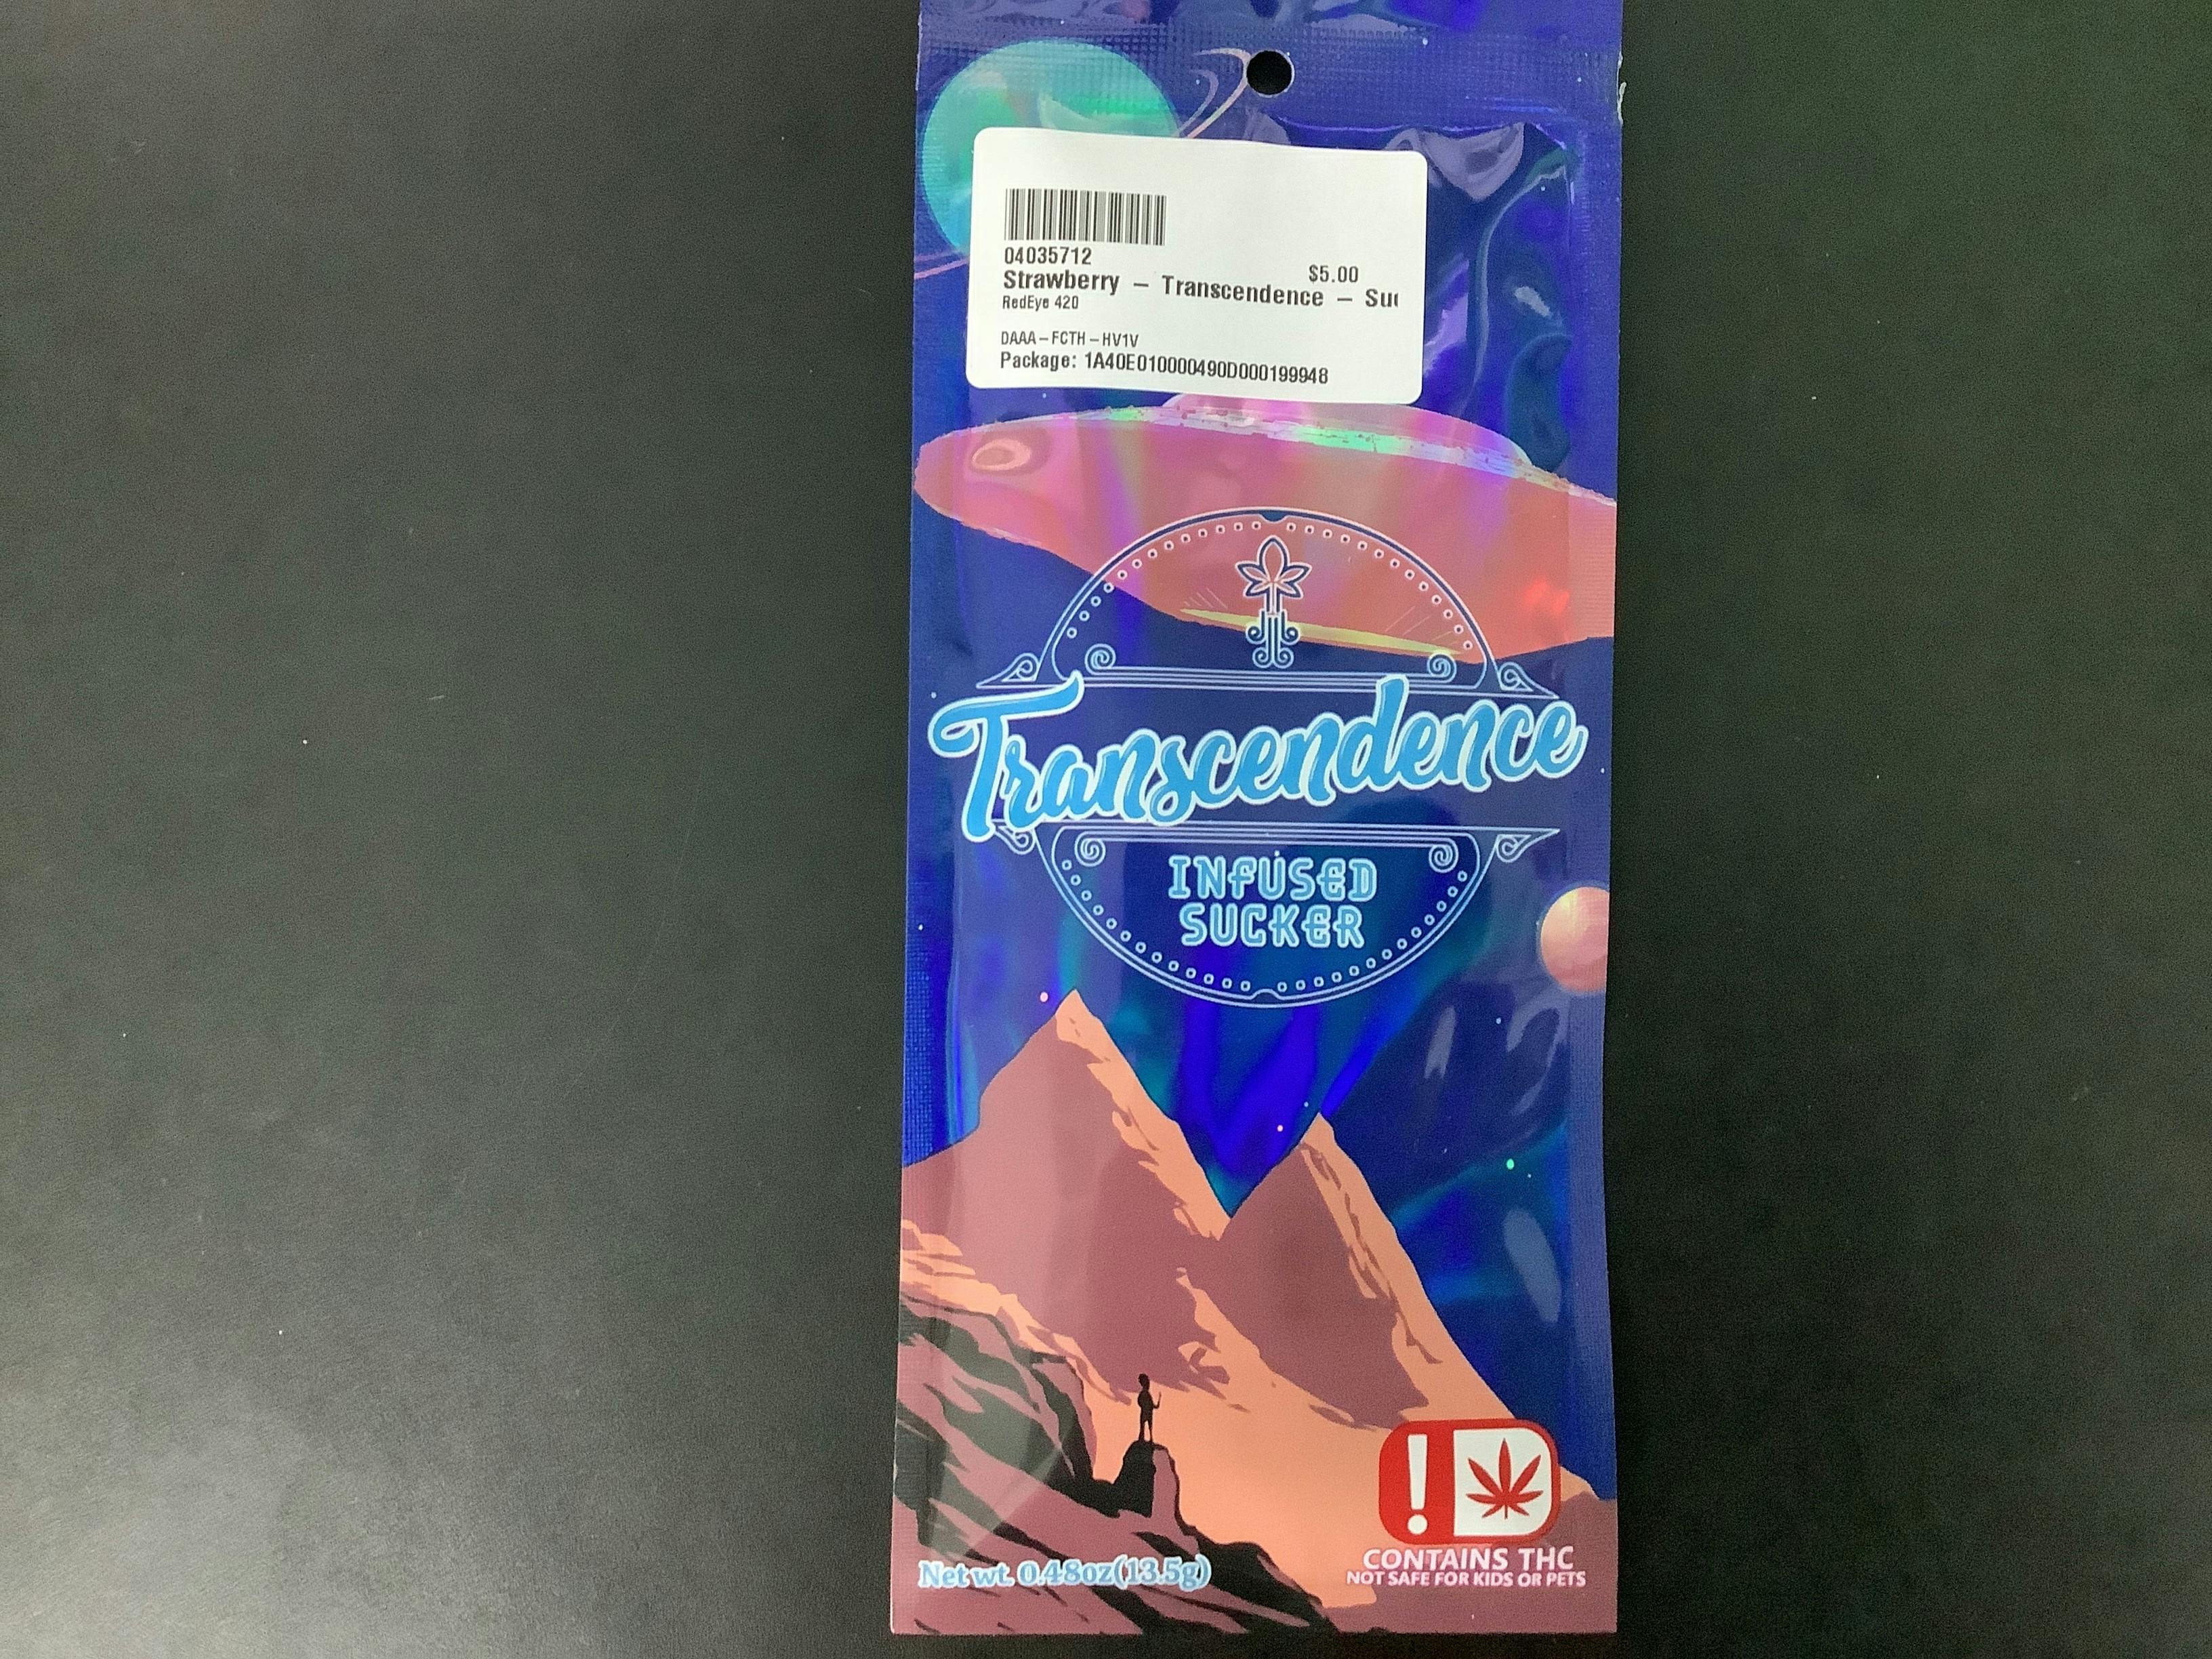 04035712
$5.00
Strawberry – Transcendence –
RedEye 420
DAAA–FCTH–HV1V
Package: 1A40E010000490D000199948
Transcendence
INFUSED
SUCKER
CONTAINS THC
NOT SAFE FOR KIDS OR PETS
Net wt. 0.48oz(13.5g)